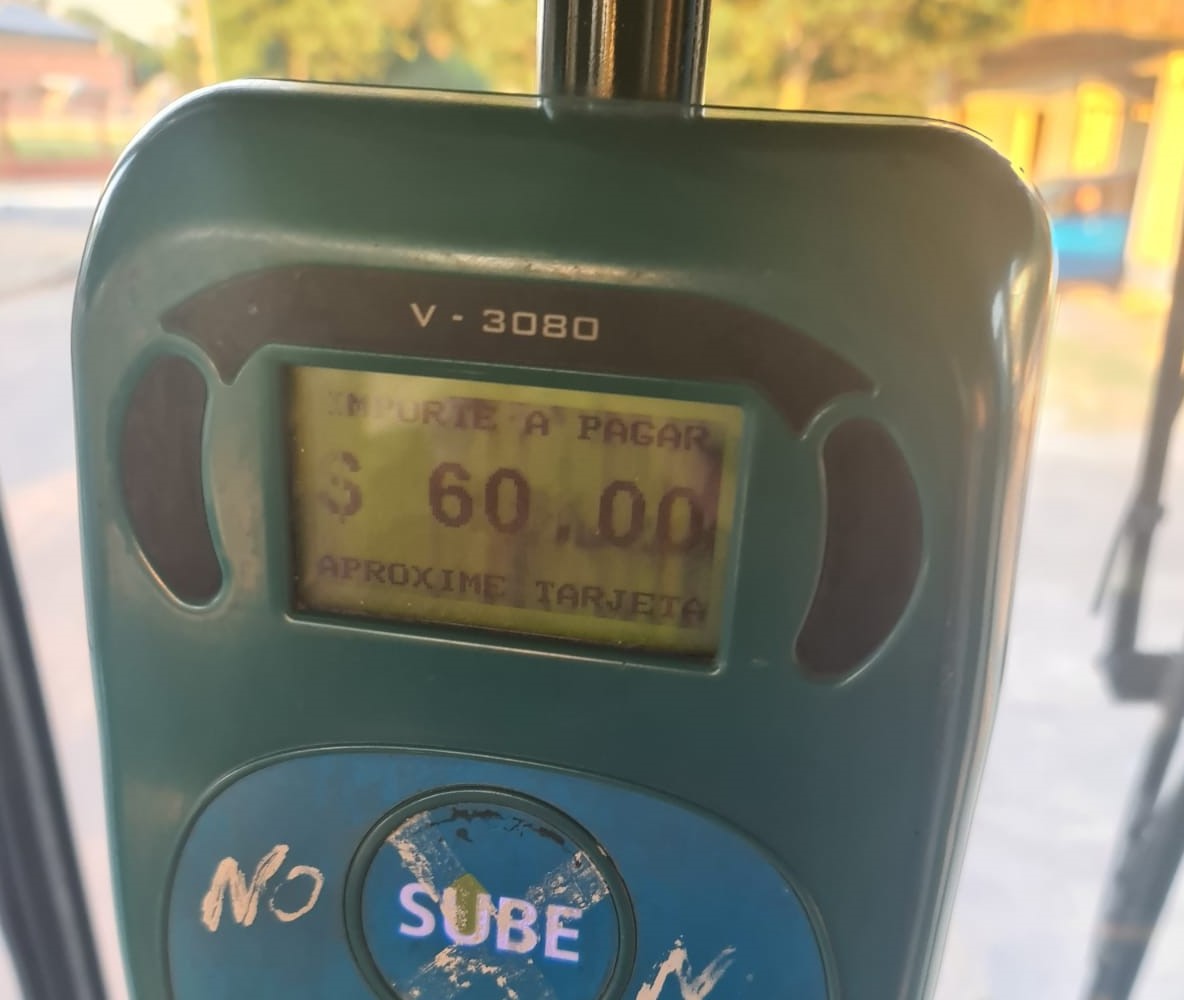 V - 3080
IMPORTE A PAGAR
$ 60.00
APROXIME TARJETA
NO
SUBE
N